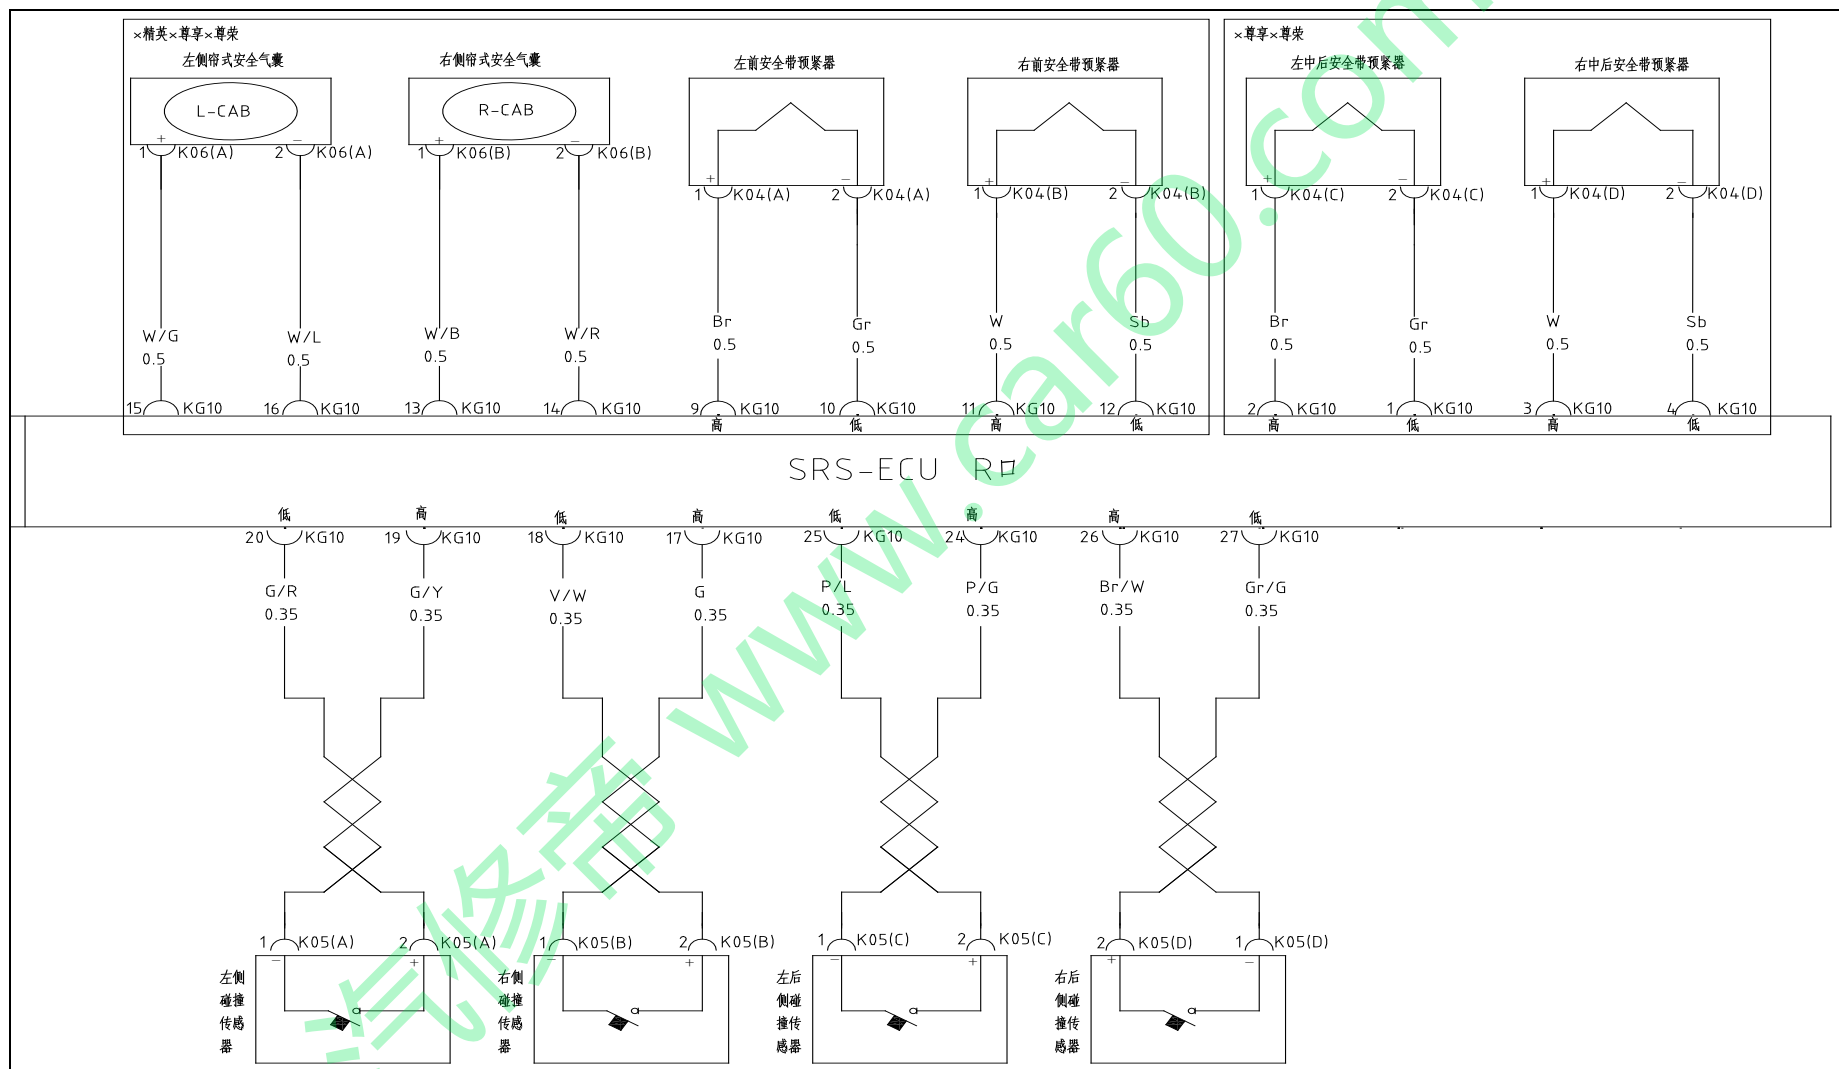 ×精英×尊享×尊荣
×尊享×尊荣
左侧帘式安全气囊
右侧帘式安全气囊
左前安全带预紧器
右前安全带预紧器
左中后安全带预紧器
右中后安全带预紧器
L-CAB
R-CAB
+ − + −
1 K06(A) 2 K06(A) 1 K06(B) 2 K06(B)
+ − + − + − + −
1 K04(A) 2 K04(A) 1 K04(B) 2 K04(B) 1 K04(C) 2 K04(C) 1 K04(D) 2 K04(D)
W/G W/L W/B W/R Br Gr W Sb Br Gr W Sb
0.5 0.5 0.5 0.5 0.5 0.5 0.5 0.5 0.5 0.5 0.5 0.5
15 KG10 16 KG10 13 KG10 14 KG10 9 KG10 10 KG10 11 KG10 12 KG10 2 KG10 1 KG10 3 KG10 4 KG10
高 低 高 低 高 低 高 低
SRS-ECU R口
低 高 低 高 低 高 高 低
20 KG10 19 KG10 18 KG10 17 KG10 25 KG10 24 KG10 26 KG10 27 KG10
G/R G/Y V/W G P/L P/G Br/W Gr/G
0.35 0.35 0.35 0.35 0.35 0.35 0.35 0.35
1 K05(A) 2 K05(A) 1 K05(B) 2 K05(B) 1 K05(C) 2 K05(C) 2 K05(D) 1 K05(D)
− + − + − + + −
左侧
碰撞
传感
器
右侧
碰撞
传感
器
左后
侧碰
撞传
感器
右后
侧碰
撞传
感器
汽修帝 www.car60.com